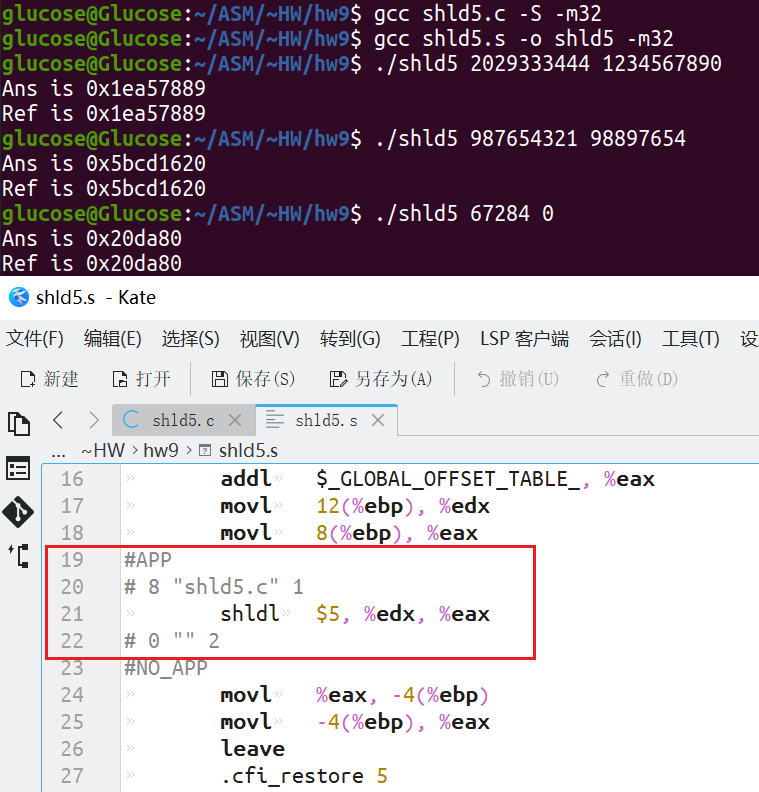 glucose@Glucose:~/ASM/~HW/hw9$ gcc shld5.c -S -m32
glucose@Glucose:~/ASM/~HW/hw9$ gcc shld5.s -o shld5 -m32
glucose@Glucose:~/ASM/~HW/hw9$ ./shld5 2029333444 1234567890
Ans is 0x1ea57889
Ref is 0x1ea57889
glucose@Glucose:~/ASM/~HW/hw9$ ./shld5 987654321 98897654
Ans is 0x5bcd1620
Ref is 0x5bcd1620
glucose@Glucose:~/ASM/~HW/hw9$ ./shld5 67284 0
Ans is 0x20da80
Ref is 0x20da80
shld5.s - Kate
文件(F) 编辑(E) 选择(S) 视图(V) 转到(G) 工程(P) LSP 客户端 会话(I) 工具(T) 设
新建 打开 保存(S) 另存为(A) 撤销(U) 重做(D)
shld5.c shld5.s
... ~HW > hw9 > shld5.s
16 addl $_GLOBAL_OFFSET_TABLE_, %eax
17 movl 12(%ebp), %edx
18 movl 8(%ebp), %eax
19 #APP
20 # 8 "shld5.c" 1
21 shldl $5, %edx, %eax
22 # 0 "" 2
23 #NO_APP
24 movl %eax, -4(%ebp)
25 movl -4(%ebp), %eax
26 leave
27 .cfi_restore 5